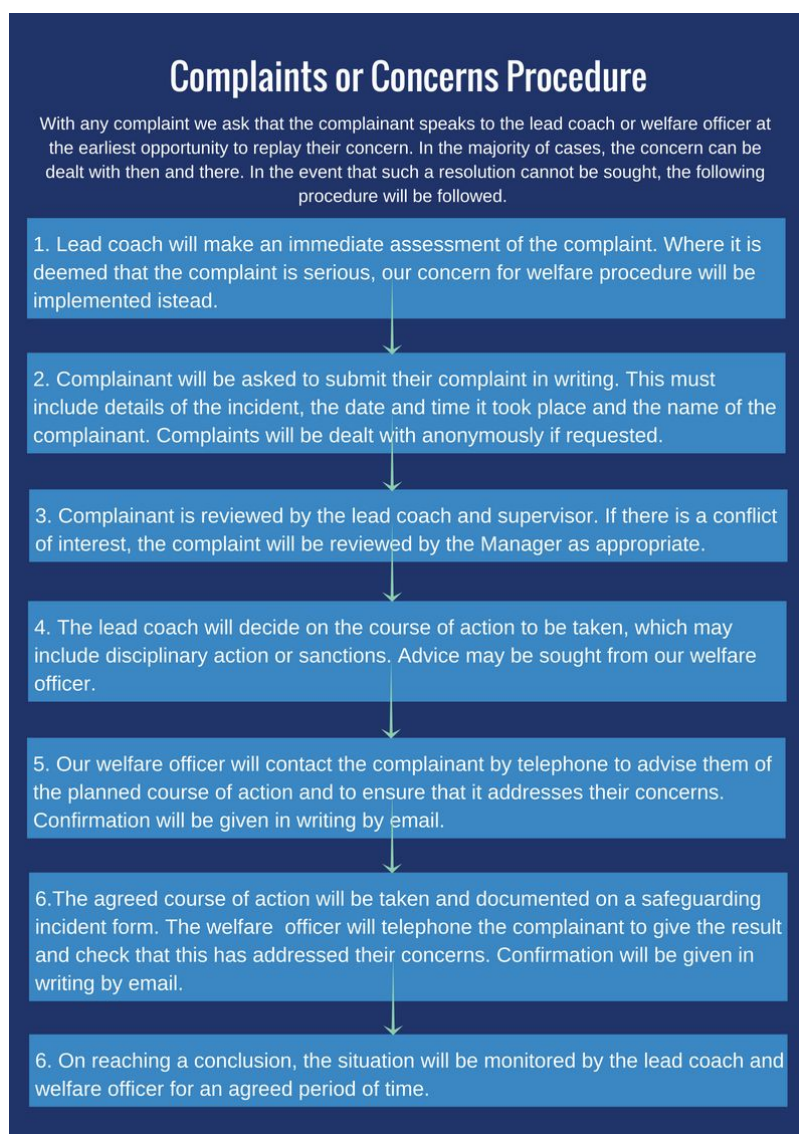 Complaints or Concerns Procedure
With any complaint we ask that the complainant speaks to the lead coach or welfare officer at
the earliest opportunity to replay their concern. In the majority of cases, the concern can be
dealt with then and there. In the event that such a resolution cannot be sought, the following
procedure will be followed.
1. Lead coach will make an immediate assessment of the complaint. Where it is
deemed that the complaint is serious, our concern for welfare procedure will be
implemented istead.
2. Complainant will be asked to submit their complaint in writing. This must
include details of the incident, the date and time it took place and the name of the
complainant. Complaints will be dealt with anonymously if requested.
3. Complainant is reviewed by the lead coach and supervisor. If there is a conflict
of interest, the complaint will be reviewed by the Manager as appropriate.
4. The lead coach will decide on the course of action to be taken, which may
include disciplinary action or sanctions. Advice may be sought from our welfare
officer.
5. Our welfare officer will contact the complainant by telephone to advise them of
the planned course of action and to ensure that it addresses their concerns.
Confirmation will be given in writing by email.
6.The agreed course of action will be taken and documented on a safeguarding
incident form. The welfare  officer will telephone the complainant to give the result
and check that this has addressed their concerns. Confirmation will be given in
writing by email.
6. On reaching a conclusion, the situation will be monitored by the lead coach and
welfare officer for an agreed period of time.